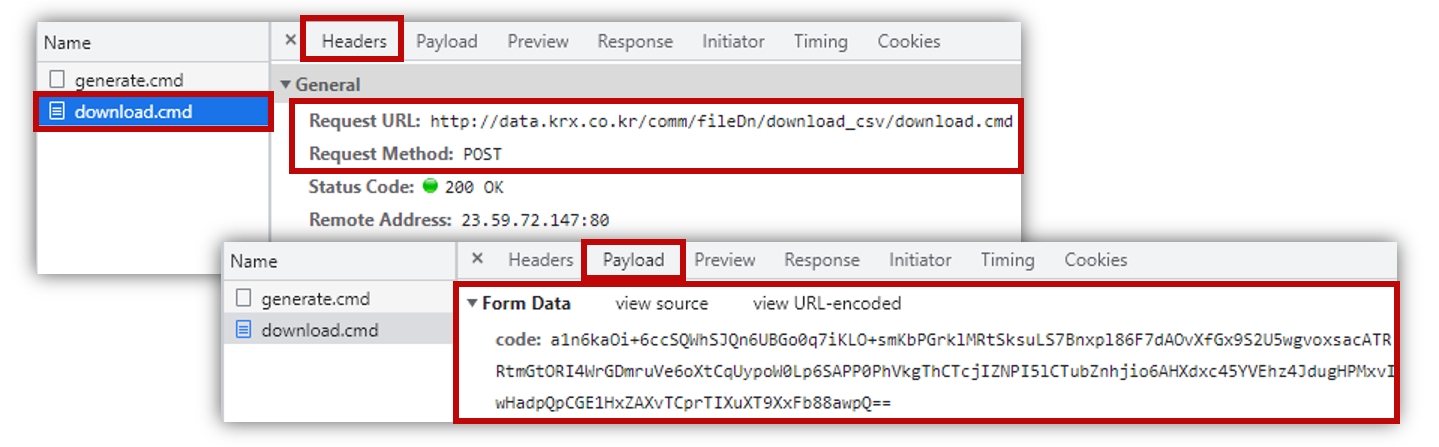 Name
× Headers Payload Preview Response Initiator Timing Cookies
generate.cmd
download.cmd
▼ General
Request URL: http://data.krx.co.kr/comm/fileDn/download_csv/download.cmd
Request Method: POST
Status Code: 200 OK
Remote Address: 23.59.72.147:80
Name
× Headers Payload Preview Response Initiator Timing Cookies
generate.cmd
download.cmd
▼ Form Data view source view URL-encoded
code: a1n6kaOi+6ccSQWhSJQn6UBGo0q7iKLO+smKbPGrklMRtSksuLS7Bnxpl86F7dAOvXfGx9S2U5wgvoxsacATR
RtmGtORI4WrGDmruVe6oXtCqUypoW0Lp6SAPP0PhVkgThCTcjIZNPI5lCTubZnhjio6AHXdxc45YVEhz4JdugHPMxvI
wHadpQpCGE1HxZAXvTCprTIXuXT9XxFb88awpQ==